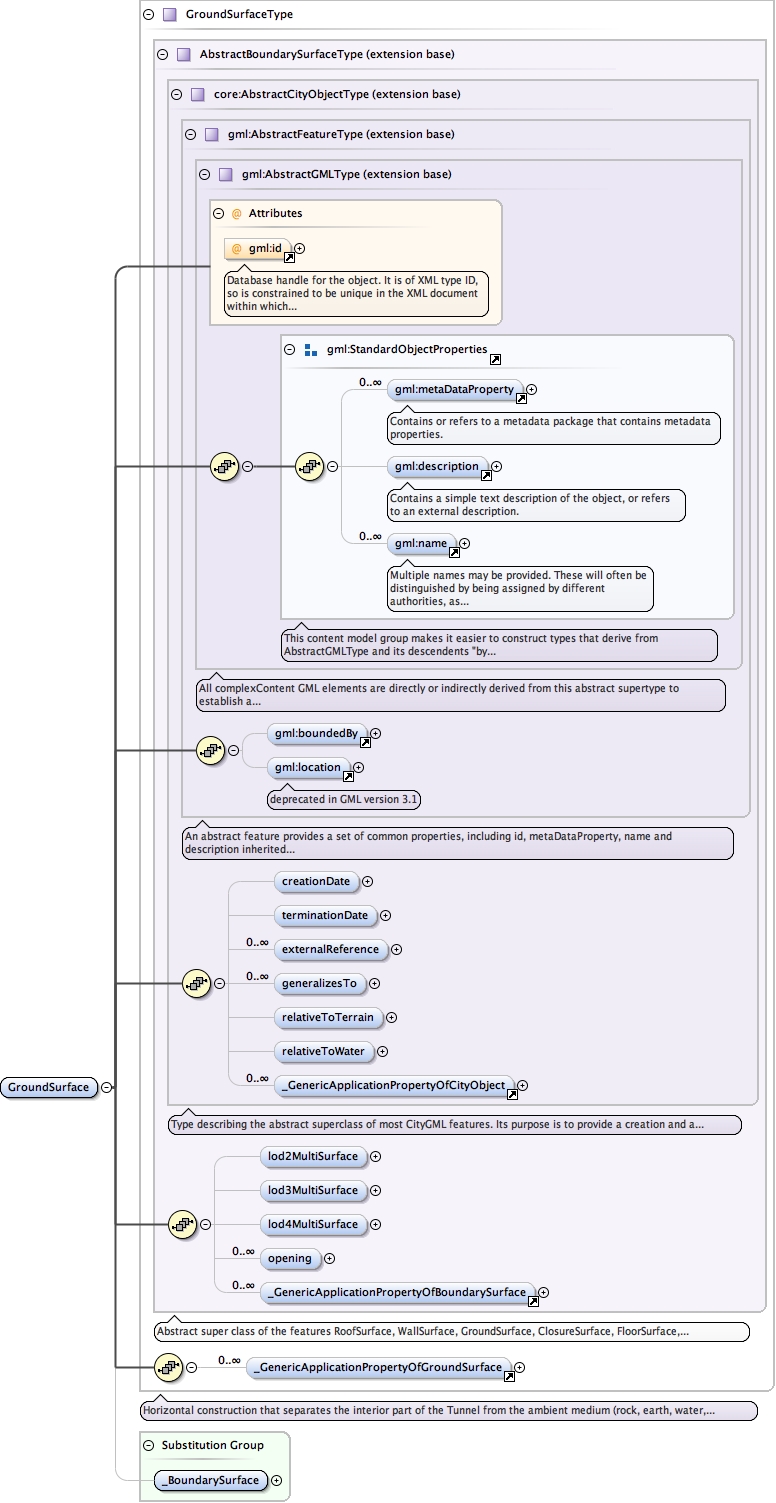 GroundSurfaceType
AbstractBoundarySurfaceType (extension base)
core:AbstractCityObjectType (extension base)
gml:AbstractFeatureType (extension base)
gml:AbstractGMLType (extension base)
@ Attributes
@ gml:id
Database handle for the object. It is of XML type ID,
so is constrained to be unique in the XML document
within which...
gml:StandardObjectProperties
0..∞
gml:metaDataProperty
Contains or refers to a metadata package that contains metadata
properties.
gml:description
Contains a simple text description of the object, or refers
to an external description.
0..∞
gml:name
Multiple names may be provided. These will often be
distinguished by being assigned by different
authorities, as...
This content model group makes it easier to construct types that derive from
AbstractGMLType and its descendents "by...
All complexContent GML elements are directly or indirectly derived from this abstract supertype to
establish a...
gml:boundedBy
gml:location
deprecated in GML version 3.1
An abstract feature provides a set of common properties, including id, metaDataProperty, name and
description inherited...
creationDate
terminationDate
0..∞
externalReference
0..∞
generalizesTo
relativeToTerrain
relativeToWater
0..∞
_GenericApplicationPropertyOfCityObject
GroundSurface
Type describing the abstract superclass of most CityGML features. Its purpose is to provide a creation and a...
lod2MultiSurface
lod3MultiSurface
lod4MultiSurface
0..∞
opening
0..∞
_GenericApplicationPropertyOfBoundarySurface
Abstract super class of the features RoofSurface, WallSurface, GroundSurface, ClosureSurface, FloorSurface,...
0..∞
_GenericApplicationPropertyOfGroundSurface
Horizontal construction that separates the interior part of the Tunnel from the ambient medium (rock, earth, water,...
Substitution Group
_BoundarySurface